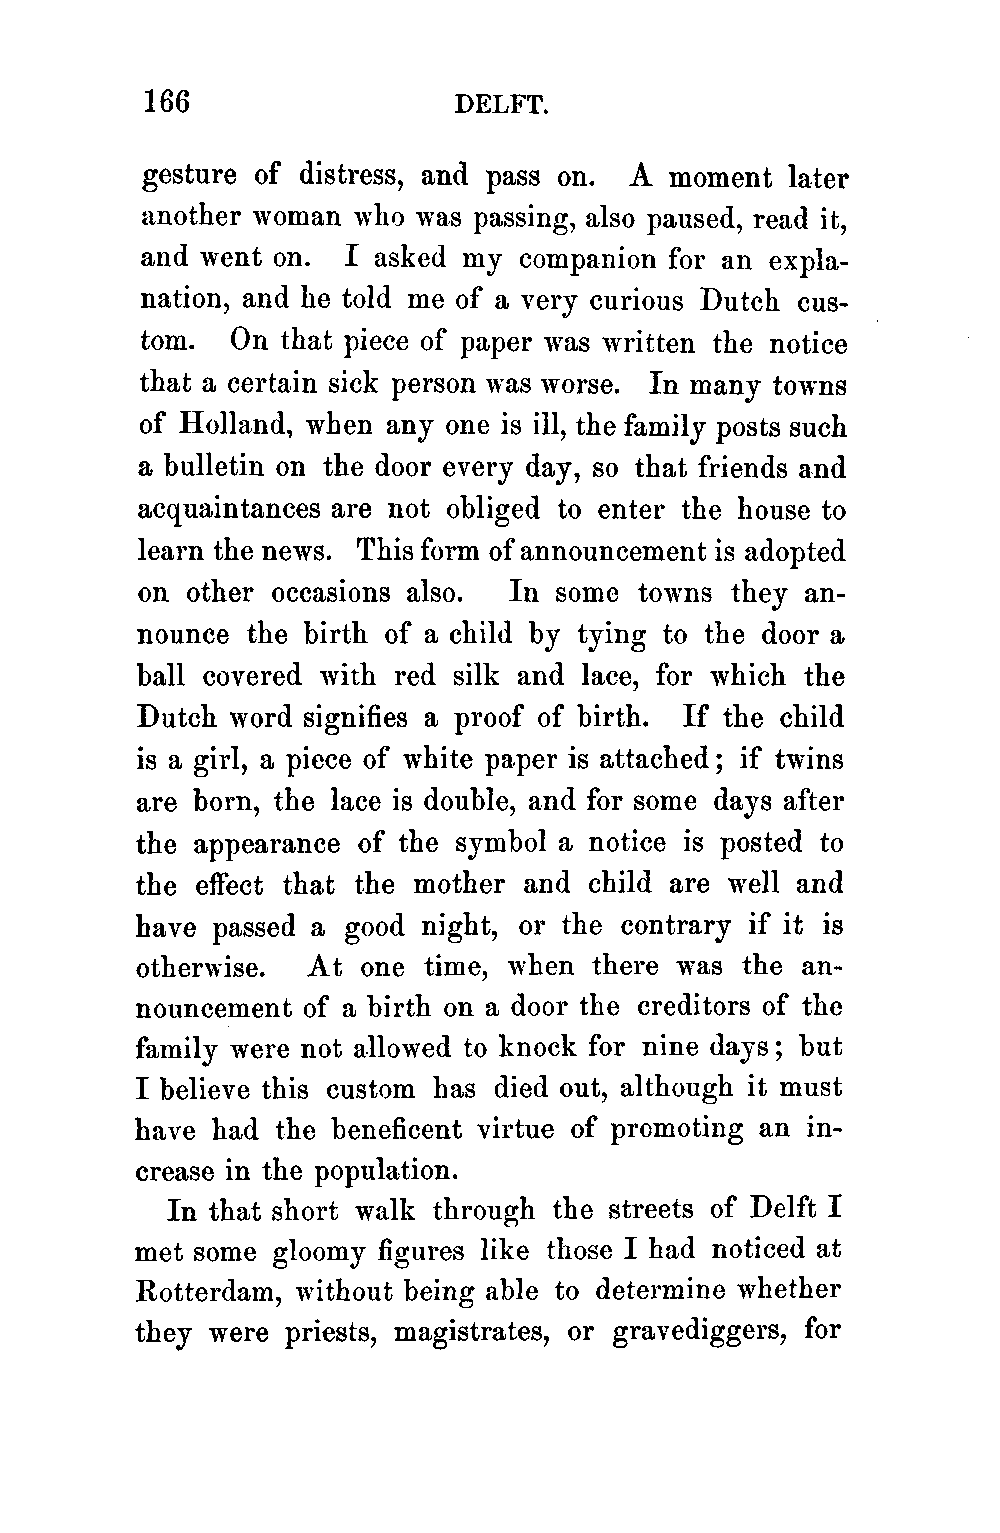 166 DELFT.
gesture of distress, and pass on. A moment later
another woman who was passing, also paused, read it,
and went on. I asked my companion for an expla-
nation, and he told me of a very curious Dutch cus-
tom. On that piece of paper was written the notice
that a certain sick person was worse. In many towns
of Holland, when any one is ill, the family posts such
a bulletin on the door every day, so that friends and
acquaintances are not obliged to enter the house to
learn the news. This form of announcement is adopted
on other occasions also. In some towns they an-
nounce the birth of a child by tying to the door a
ball covered with red silk and lace, for which the
Dutch word signifies a proof of birth. If the child
is a girl, a piece of white paper is attached; if twins
are born, the lace is double, and for some days after
the appearance of the symbol a notice is posted to
the effect that the mother and child are well and
have passed a good night, or the contrary if it is
otherwise. At one time, when there was the an-
nouncement of a birth on a door the creditors of the
family were not allowed to knock for nine days; but
I believe this custom has died out, although it must
have had the beneficent virtue of promoting an in-
crease in the population.
In that short walk through the streets of Delft I
met some gloomy figures like those I had noticed at
Rotterdam, without being able to determine whether
they were priests, magistrates, or gravediggers, for